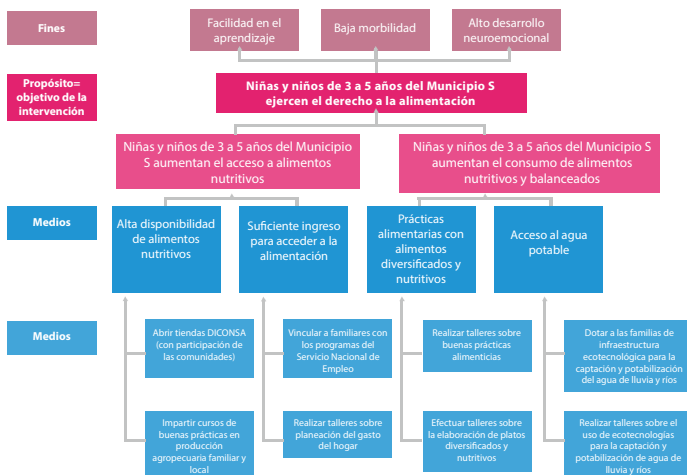 Fines
Facilidad en el
aprendizaje
Baja morbilidad
Alto desarrollo
neuroemocional
Propósito=
objetivo de la
intervención
Niñas y niños de 3 a 5 años del Municipio S
ejercen el derecho a la alimentación
Niñas y niños de 3 a 5 años del Municipio
S aumentan el acceso a alimentos
nutritivos
Niñas y niños de 3 a 5 años del Municipio S
aumentan el consumo de alimentos
nutritivos y balanceados
Medios
Alta disponibilidad
de alimentos
nutritivos
Suficiente ingreso
para acceder a la
alimentación
Prácticas
alimentarias con
alimentos
diversificados y
nutritivos
Acceso al agua
potable
Medios
Abrir tiendas DICONSA
(con participación de
las comunidades)
Vincular a familiares con
los programas del
Servicio Nacional de
Empleo
Realizar talleres sobre
buenas prácticas
alimenticias
Dotar a las familias de
infraestructura
ecotecnológica para la
captación y potabilización
del agua de lluvia y ríos
Impartir cursos de
buenas prácticas en
producción
agropecuaria familiar y
local
Realizar talleres sobre
planeación del gasto
del hogar
Efectuar talleres sobre
la elaboración de platos
diversificados y
nutritivos
Realizar talleres sobre el
uso de ecotecnologías
para la captación y
potabilización de agua de
lluvia y ríos